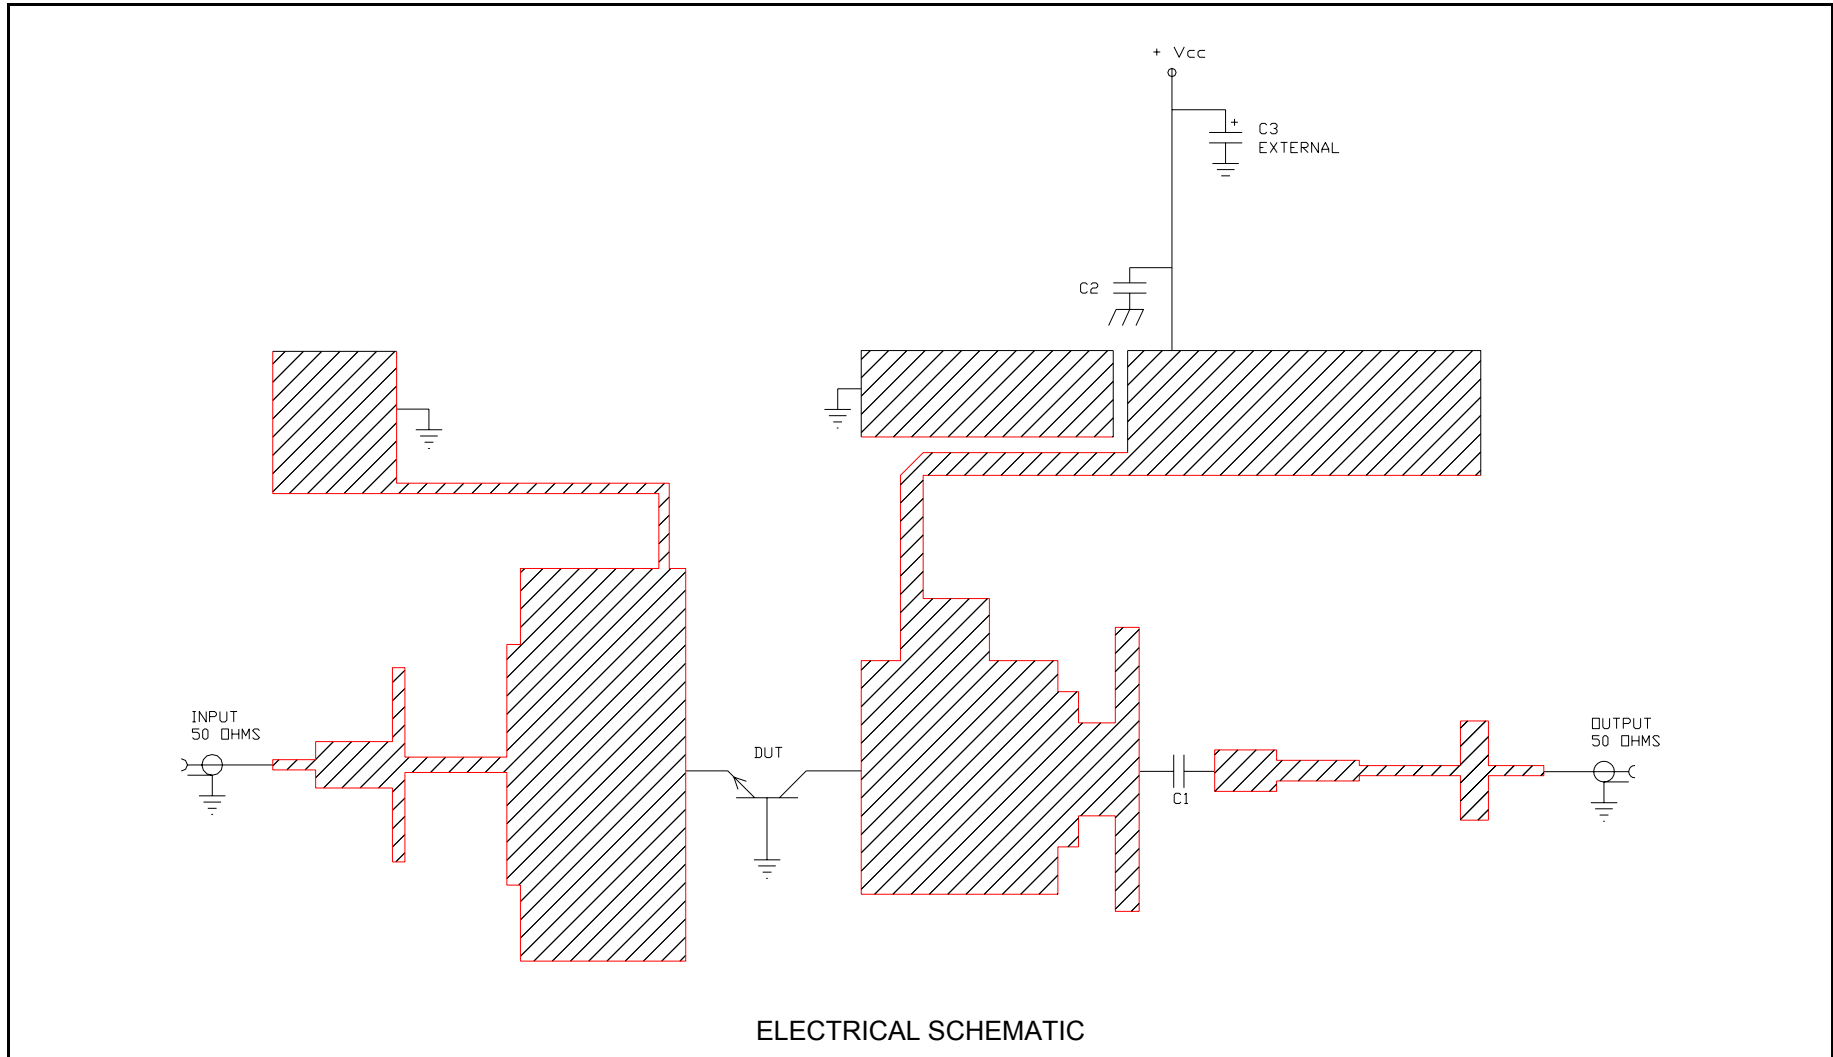 + Vcc
+ C3
EXTERNAL
C2
INPUT
50 OHMS
DUT
C1
OUTPUT
50 OHMS
ELECTRICAL SCHEMATIC